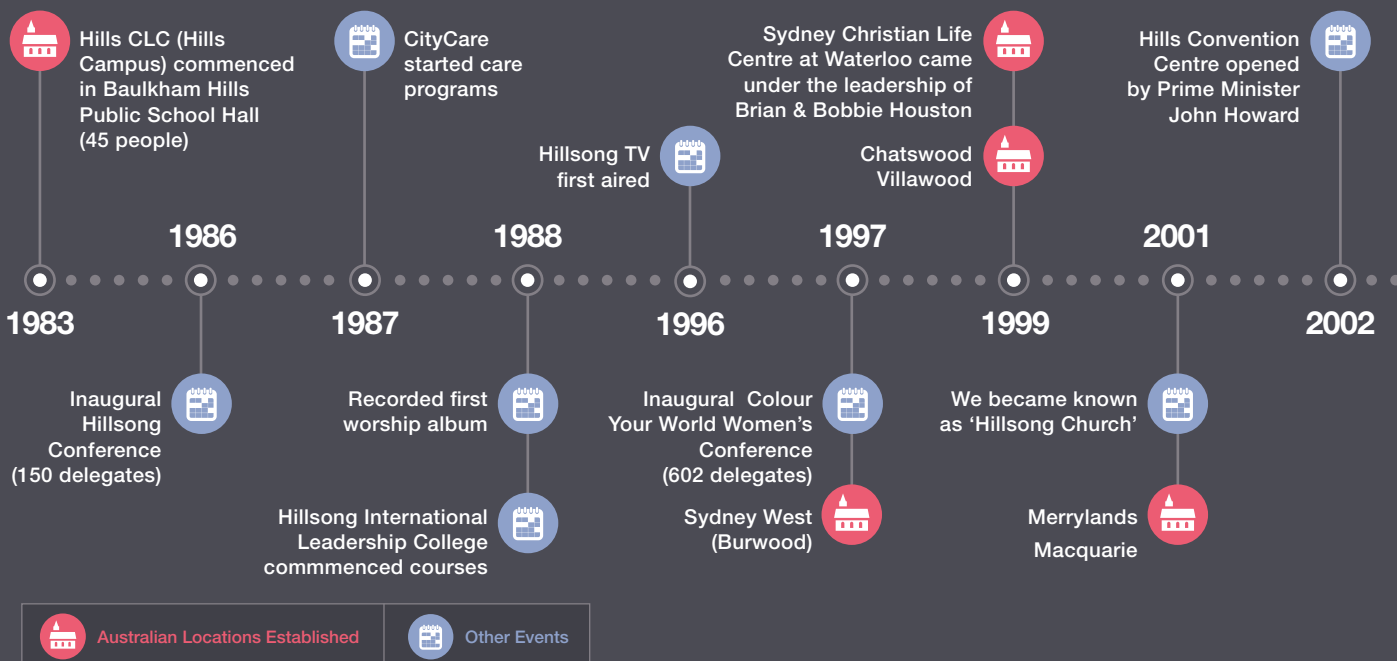 Hills CLC (Hills
Campus) commenced
in Baulkham Hills
Public School Hall
(45 people)
CityCare
started care
programs
Hillsong TV
first aired
Sydney Christian Life
Centre at Waterloo came
under the leadership of
Brian & Bobbie Houston
Chatswood
Villawood
Hills Convention
Centre opened
by Prime Minister
John Howard
1986
1988
1997
2001
1983
1987
1996
1999
2002
Inaugural
Hillsong
Conference
(150 delegates)
Recorded first
worship album
Hillsong International
Leadership College
commmenced courses
Inaugural Colour
Your World Women’s
Conference
(602 delegates)
Sydney West
(Burwood)
We became known
as ‘Hillsong Church’
Merrylands
Macquarie
Australian Locations Established
Other Events